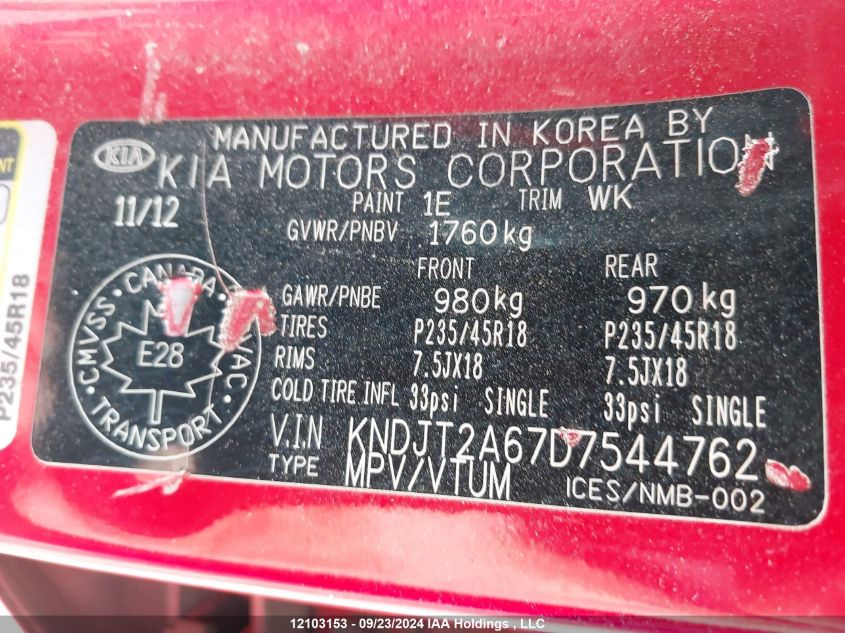 MANUFACTURED IN KOREA BY
KIA
KIA MOTORS CORPORATION
11/12
PAINT 1E TRIM WK
GVWR/PNBV 1760kg
FRONT REAR
GAWR/PNBE 980kg 970kg
TIRES P235/45R18 P235/45R18
RIMS 7.5JX18 7.5JX18
COLD TIRE INFL 33psi SINGLE 33psi SINGLE
V.I.N KNDJT2A67D7544762
TYPE MPV/VTUM ICES/NMB-002
CANADA
CMVSS
E28
TRANSPORT
P235/45R18
12103153 - 09/23/2024 IAA Holdings, LLC